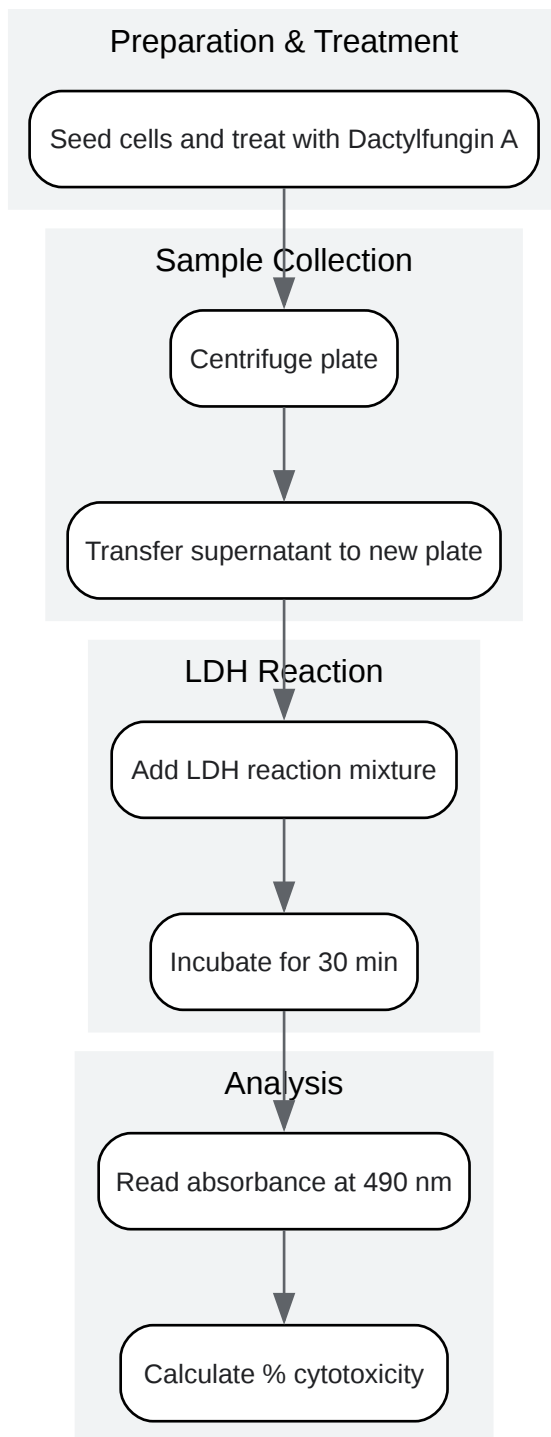 Preparation & Treatment
Seed cells and treat with Dactylfungin A
Sample Collection
Centrifuge plate
Transfer supernatant to new plate
LDH Reaction
Add LDH reaction mixture
Incubate for 30 min
Analysis
Read absorbance at 490 nm
Calculate % cytotoxicity